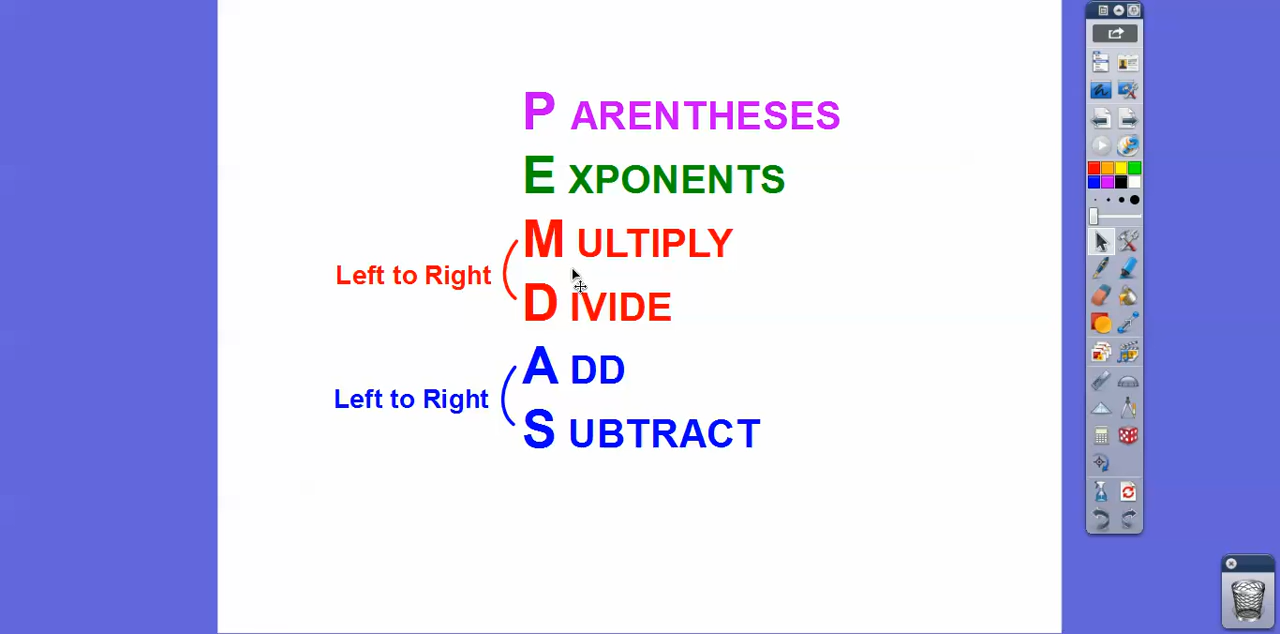 P ARENTHESES
E XPONENTS
M ULTIPLY
Left to Right
D IVIDE
A DD
Left to Right
S UBTRACT